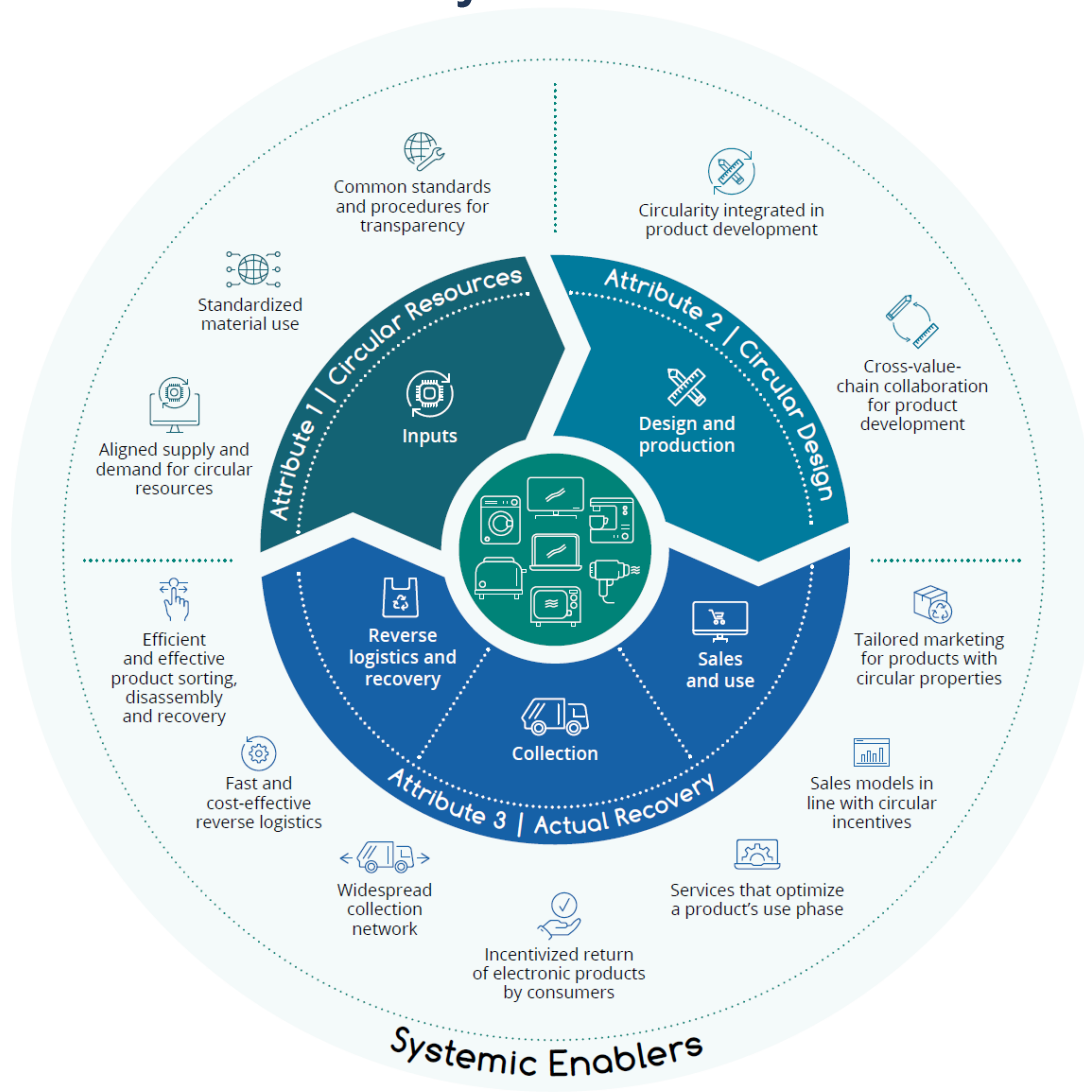 Common standards
and procedures for
transparency
Standardized
material use
Aligned supply and
demand for circular
resources
Circularity integrated in
product development
Cross-value-
chain collaboration
for product
development
Attribute 1 | Circular Resources
Inputs
Attribute 2 | Circular Design
Design and
production
Reverse
logistics and
recovery
Collection
Sales
and use
Attribute 3 | Actual Recovery
Efficient
and effective
product sorting,
disassembly
and recovery
Fast and
cost-effective
reverse logistics
Widespread
collection
network
Incentivized return
of electronic products
by consumers
Services that optimize
a product’s use phase
Sales models in
line with circular
incentives
Tailored marketing
for products with
circular properties
Systemic Enablers